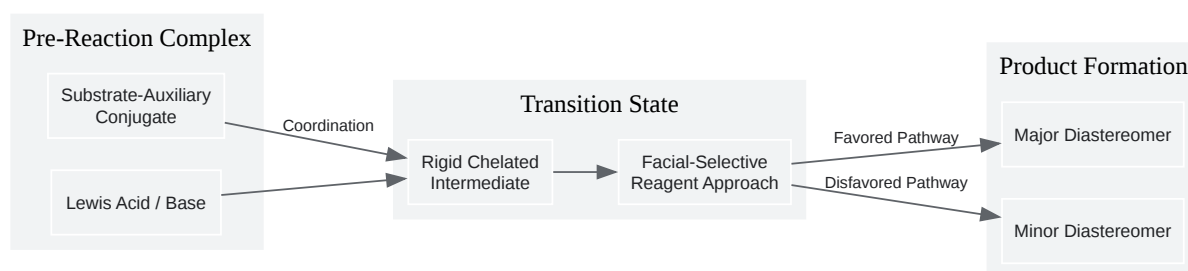 Pre-Reaction Complex
Substrate-Auxiliary
Conjugate
Lewis Acid / Base
Coordination
Transition State
Rigid Chelated
Intermediate
Facial-Selective
Reagent Approach
Favored Pathway
Disfavored Pathway
Product Formation
Major Diastereomer
Minor Diastereomer